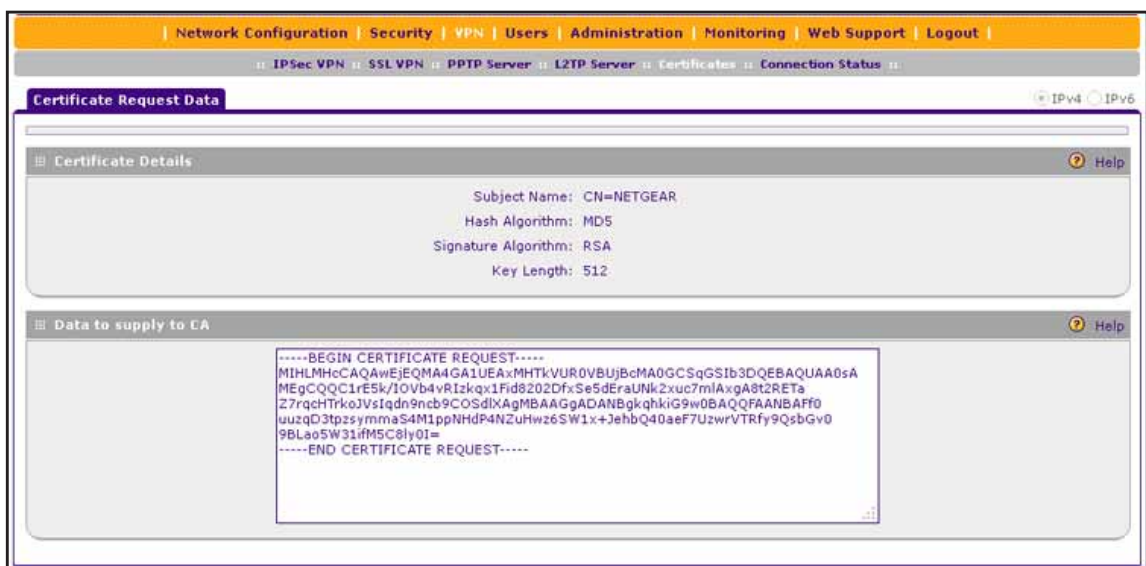 Network Configuration | Security | VPN | Users | Administration | Monitoring | Web Support | Logout
IPSec VPN :: SSL VPN :: PPTP Server :: L2TP Server :: Certificates :: Connection Status
Certificate Request Data
IPv4 IPv6
Certificate Details
Help
Subject Name: CN=NETGEAR
Hash Algorithm: MD5
Signature Algorithm: RSA
Key Length: 512
Data to supply to CA
Help
-----BEGIN CERTIFICATE REQUEST-----
MIHLMHcCAQAwEjEQMA4GA1UEAxMHTkVUR0VBUjBcMA0GCSqGSIb3DQEBAQUAA0sA
MEgCQQC1rE5k/IOVb4vRIzkqx1Fid8202DfxSe5dEraUNk2xuc7mlAxgA8t2RETa
Z7rqcHTrkoJVsIqdn9ncb9COSdlXAgMBAAGgADANBgkqhkiG9w0BAQQFAANBAFf0
uuzqD3tpzsymmaS4M1ppNHdP4NZuHwz6SW1x+JehbQ40aeF7UzwrVTRfy9QsbGv0
9BLao5W31ifM5C8ly0I=
-----END CERTIFICATE REQUEST-----